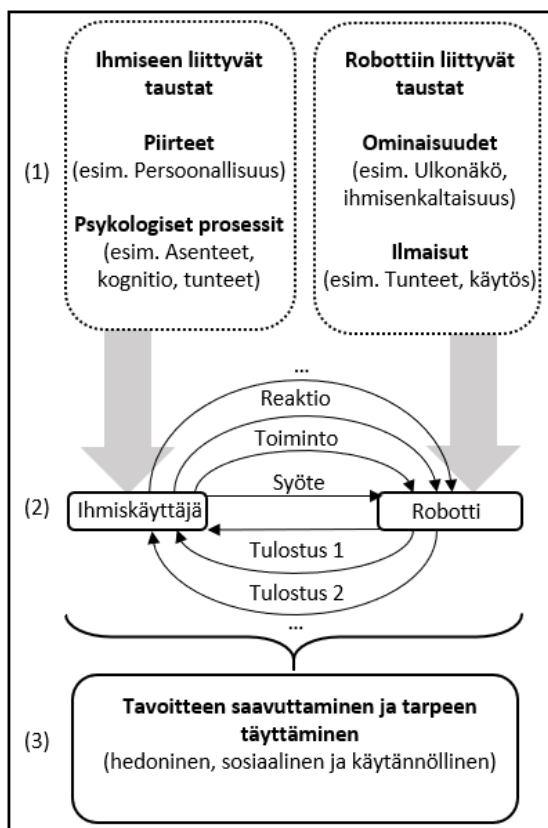 Ihmiseen liittyvät
taustat
Piirteet
(esim. Persoonallisuus)
Psykologiset prosessit
(esim. Asenteet,
kognitio, tunteet)
Robottiin liittyvät
taustat
Ominaisuudet
(esim. Ulkonäkö,
ihmisenkaltaisuus)
Ilmaisut
(esim. Tunteet, käytös)
(1)
...
Reaktio
Toiminto
Syöte
(2)
Ihmiskäyttäjä
Robotti
Tulostus 1
Tulostus 2
...
(3)
Tavoitteen saavuttaminen ja tarpeen
täyttäminen
(hedoninen, sosiaalinen ja käytännöllinen)